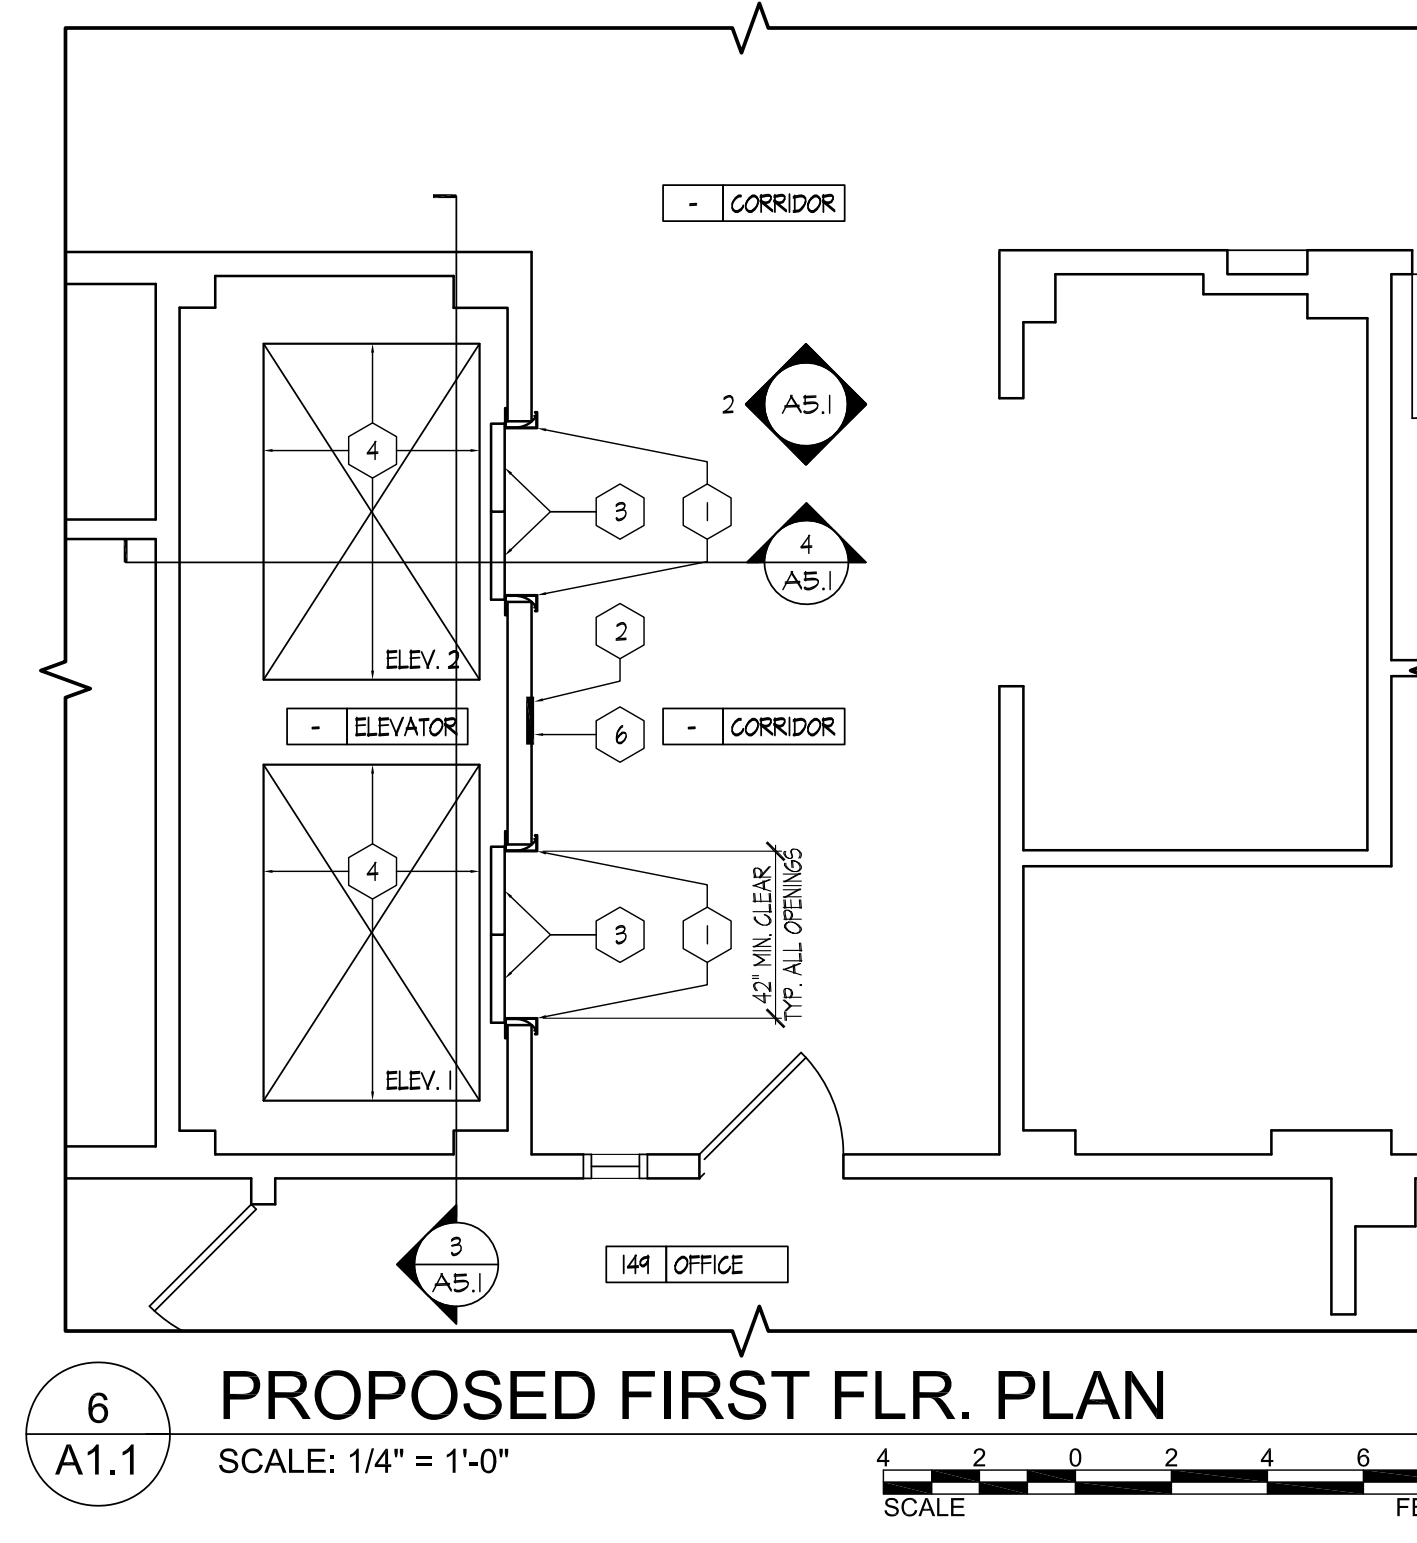 - CORRIDOR
2 A5.1
4
3 1
4
A5.1
2
ELEV. 2
- ELEVATOR
6
- CORRIDOR
4
3 1
42" MIN. CLEAR
TYP. ALL OPENINGS
ELEV. 1
3
A5.1
149 OFFICE
6
A1.1
PROPOSED FIRST FLR. PLAN
SCALE: 1/4" = 1'-0"
4 2 0 2 4 6
SCALE
FE